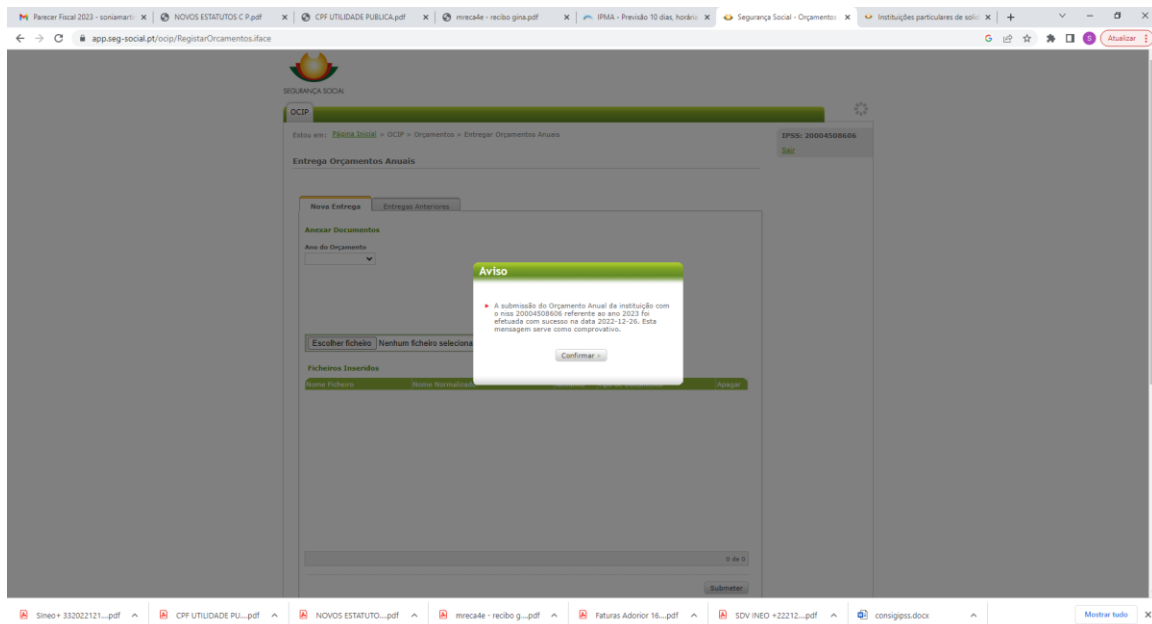 Parecer Fiscal 2023 - soniamarti
NOVOS ESTATUTOS C P.pdf
CPF UTILIDADE PUBLICA.pdf
mreca4e - recibo gina.pdf
IPMA - Previsão 10 dias, horária
Segurança Social - Orçamentos
Instituições particulares de solid
app.seg-social.pt/ocip/RegistarOrcamentos.iface
S
Atualizar
SEGURANÇA SOCIAL
OCIP
Estou em: Página Inicial » OCIP » Orçamentos » Entregar Orçamentos Anuais
IPSS: 20004508606
Sair
Entrega Orçamentos Anuais
Nova Entrega
Entregas Anteriores
Anexar Documentos
Ano do Orçamento
Aviso
A submissão do Orçamento Anual da instituição com
o niss 20004508606 referente ao ano 2023 foi
efetuada com sucesso na data 2022-12-26. Esta
mensagem serve como comprovativo.
Confirmar »
Escolher ficheiro Nenhum ficheiro seleciona
Ficheiros Inseridos
Nome Ficheiro
Nome Normalizado
Apagar
0 de 0
Submeter
Sineo+ 332022121....pdf
CPF UTILIDADE PU....pdf
NOVOS ESTATUTO....pdf
mreca4e - recibo g....pdf
Faturas Adorior 16....pdf
SDV INEO +22212....pdf
consigipss.docx
Mostrar tudo